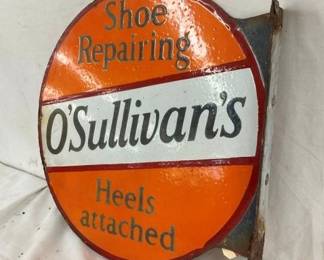 Shoe
Repairing
O'Sullivan's
Heels
attached